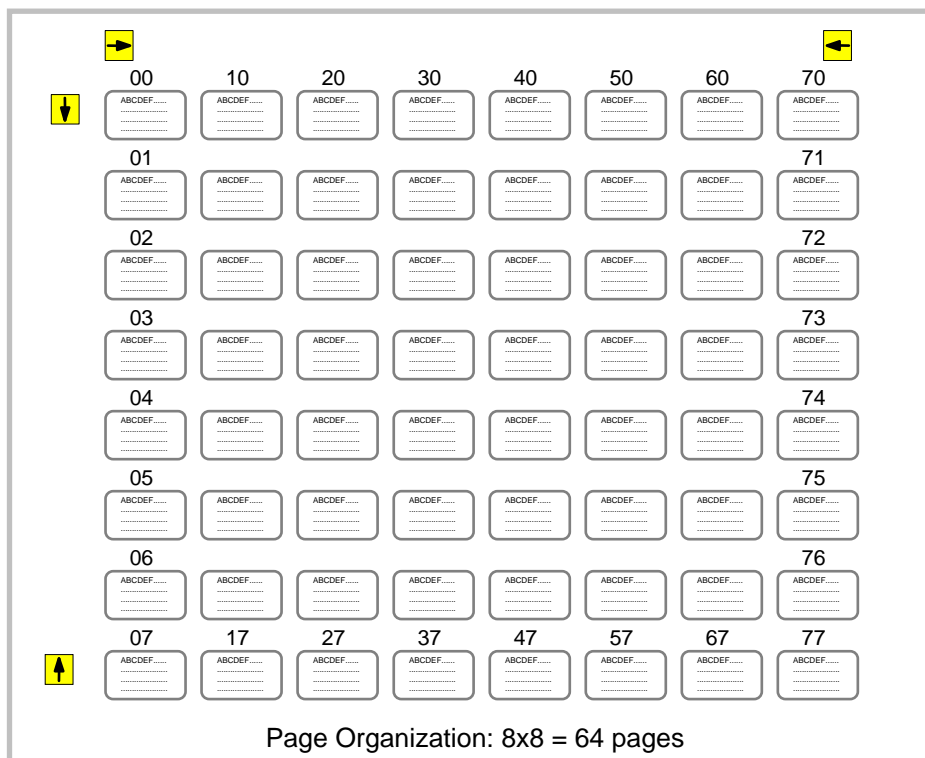 00 10 20 30 40 50 60 70
ABCDEF...... ABCDEF...... ABCDEF...... ABCDEF...... ABCDEF...... ABCDEF...... ABCDEF...... ABCDEF......
01 71
ABCDEF...... ABCDEF...... ABCDEF...... ABCDEF...... ABCDEF...... ABCDEF...... ABCDEF...... ABCDEF......
02 72
ABCDEF...... ABCDEF...... ABCDEF...... ABCDEF...... ABCDEF...... ABCDEF...... ABCDEF...... ABCDEF......
03 73
ABCDEF...... ABCDEF...... ABCDEF...... ABCDEF...... ABCDEF...... ABCDEF...... ABCDEF...... ABCDEF......
04 74
ABCDEF...... ABCDEF...... ABCDEF...... ABCDEF...... ABCDEF...... ABCDEF...... ABCDEF...... ABCDEF......
05 75
ABCDEF...... ABCDEF...... ABCDEF...... ABCDEF...... ABCDEF...... ABCDEF...... ABCDEF...... ABCDEF......
06 76
ABCDEF...... ABCDEF...... ABCDEF...... ABCDEF...... ABCDEF...... ABCDEF...... ABCDEF...... ABCDEF......
07 17 27 37 47 57 67 77
ABCDEF...... ABCDEF...... ABCDEF...... ABCDEF...... ABCDEF...... ABCDEF...... ABCDEF...... ABCDEF......
Page Organization: 8x8 = 64 pages